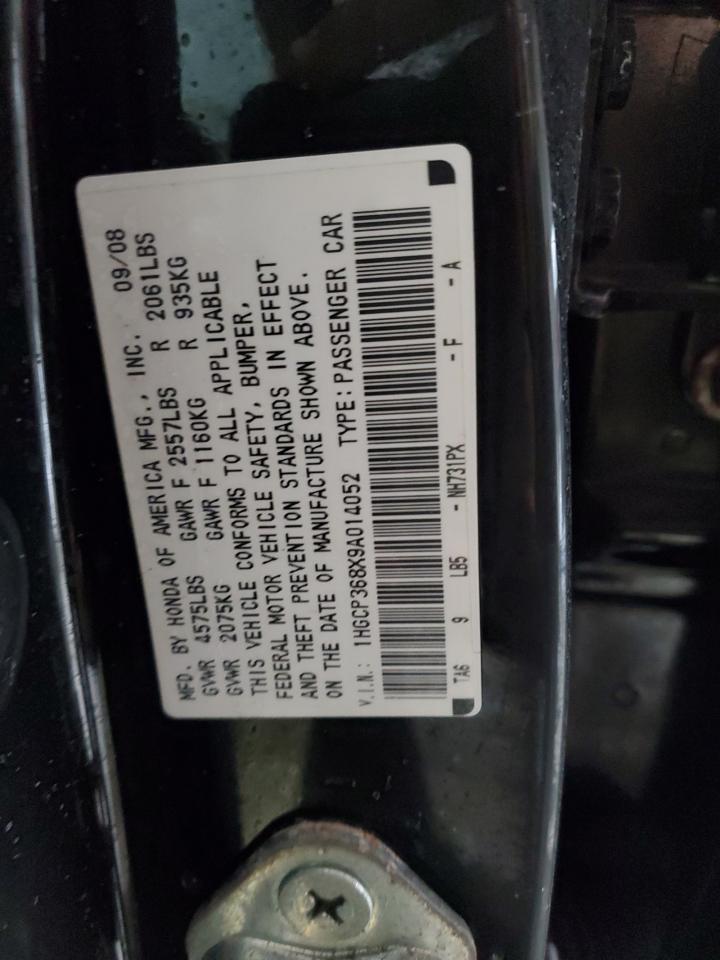 MFD. BY HONDA OF AMERICA MFG., INC. 09/08
GVWR 4575LBS GAWR F 2557LBS R 2061LBS
GVWR 2075KG GAWR F 1160KG R 935KG
THIS VEHICLE CONFORMS TO ALL APPLICABLE
FEDERAL MOTOR VEHICLE SAFETY, BUMPER,
AND THEFT PREVENTION STANDARDS IN EFFECT
ON THE DATE OF MANUFACTURE SHOWN ABOVE.
V.I.N.: 1HGCP368X9A014052 TYPE: PASSENGER CAR
TA6 9 LB5 - NH731PX - F - A